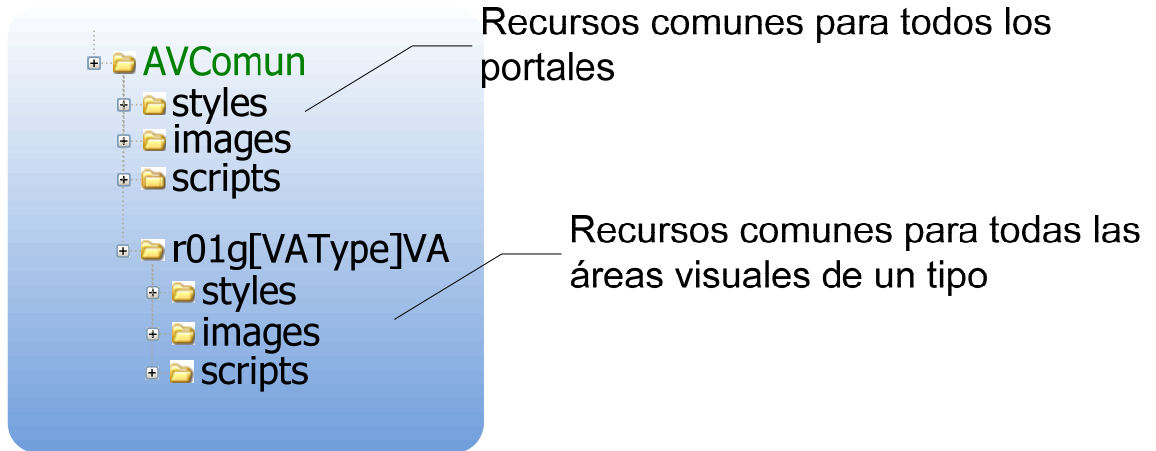 Recursos comunes para todos los
portales
AVComun
styles
images
scripts
r01g[VAType]VA
styles
images
scripts
Recursos comunes para todas las
áreas visuales de un tipo